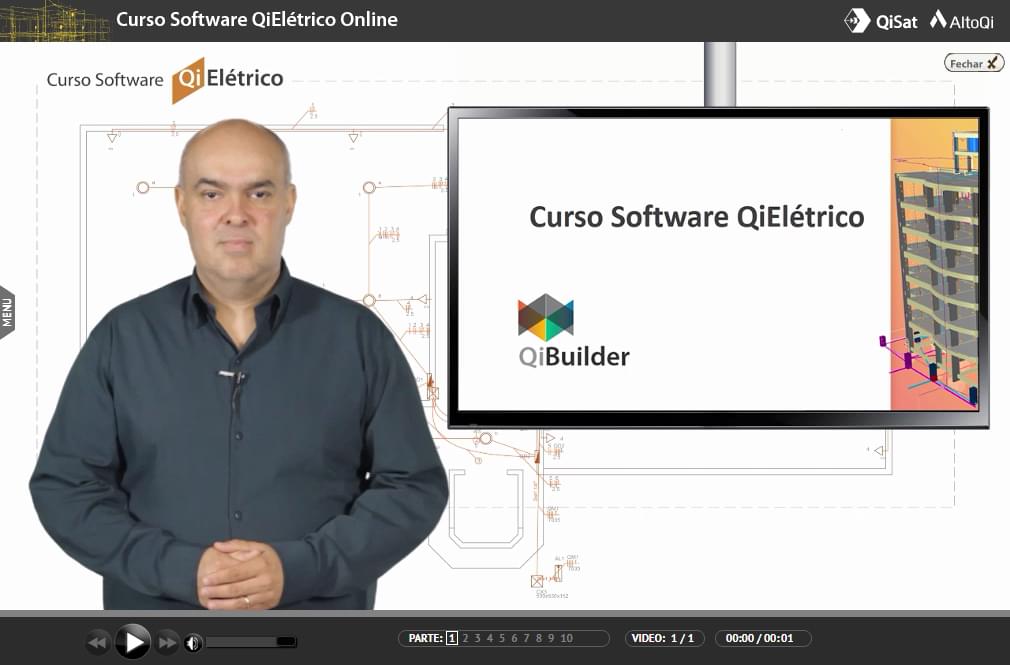 Curso Software QiElétrico Online
QiSat
AltoQi
Fechar
Curso Software QiElétrico
MENU
Curso Software QiElétrico
QiBuilder
PARTE: 1 2 3 4 5 6 7 8 9 10
VIDEO: 1 / 1
00:00 / 00:01